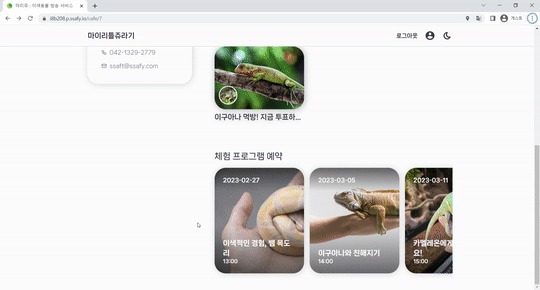 마이주 : 이색동물 방송 서비스
i8b208.p.ssafy.io/cafe/7
게스트
마이리틀쥬라기
로그아웃
042-1329-2779
ssaft@ssafy.com
이구아나 먹방! 지금 투표하...
체험 프로그램 예약
2023-02-27
이색적인 경험, 뱀 목도
리
13:00
2023-03-05
이구아나와 친해지기
14:00
2023-03-11
카멜레온에게
요!
15:00